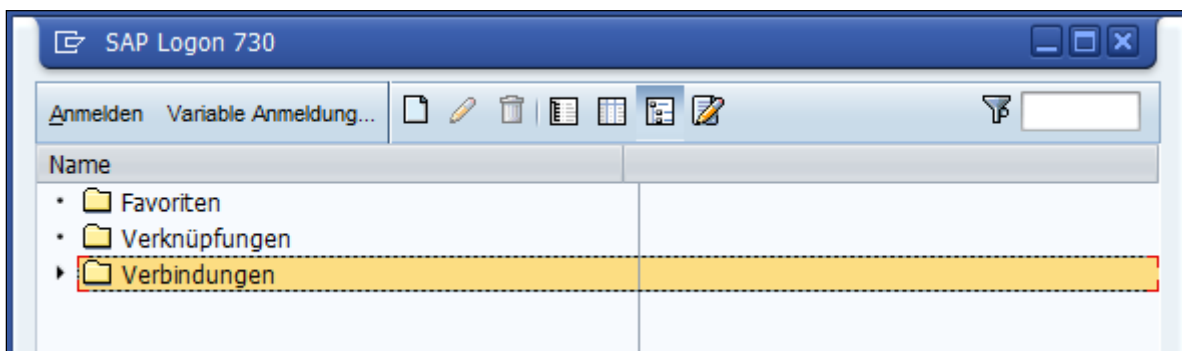 SAP Logon 730
Anmelden Variable Anmeldung...
Name
Favoriten
Verknüpfungen
Verbindungen